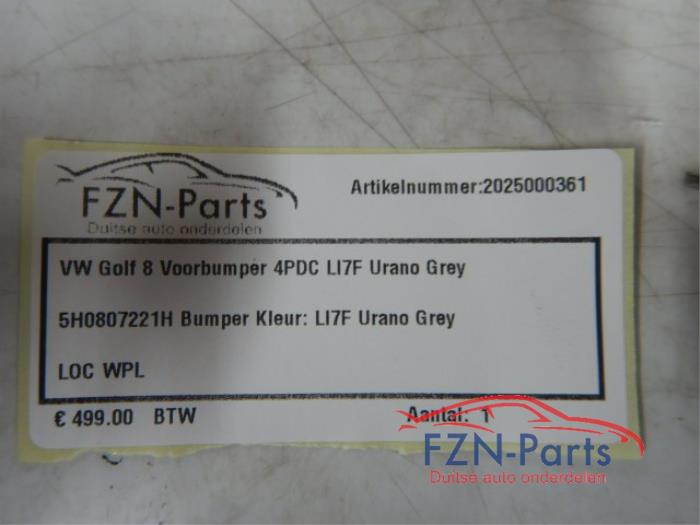 FZN-Parts
Duitse auto onderdelen
Artikelnummer:2025000361
VW Golf 8 Voorbumper 4PDC LI7F Urano Grey
5H0807221H Bumper Kleur: LI7F Urano Grey
LOC WPL
€ 499.00 BTW
Aantal: 1
FZN-Parts
Duitse auto onderdelen